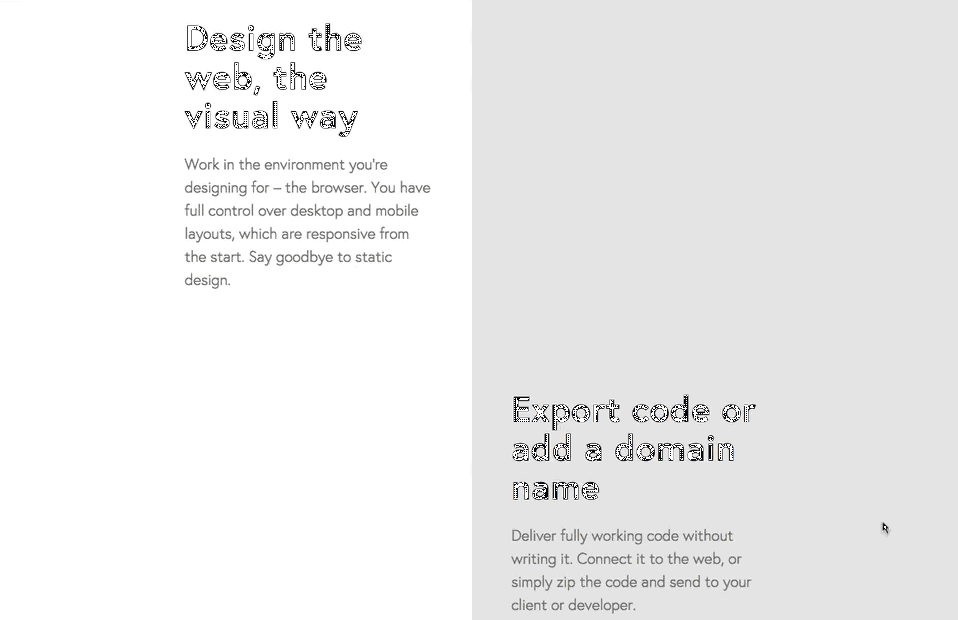 Design the
web, the
visual way
Work in the environment you're
designing for – the browser. You have
full control over desktop and mobile
layouts, which are responsive from
the start. Say goodbye to static
design.
Export code or
add a domain
name
Deliver fully working code without
writing it. Connect it to the web, or
simply zip the code and send to your
client or developer.